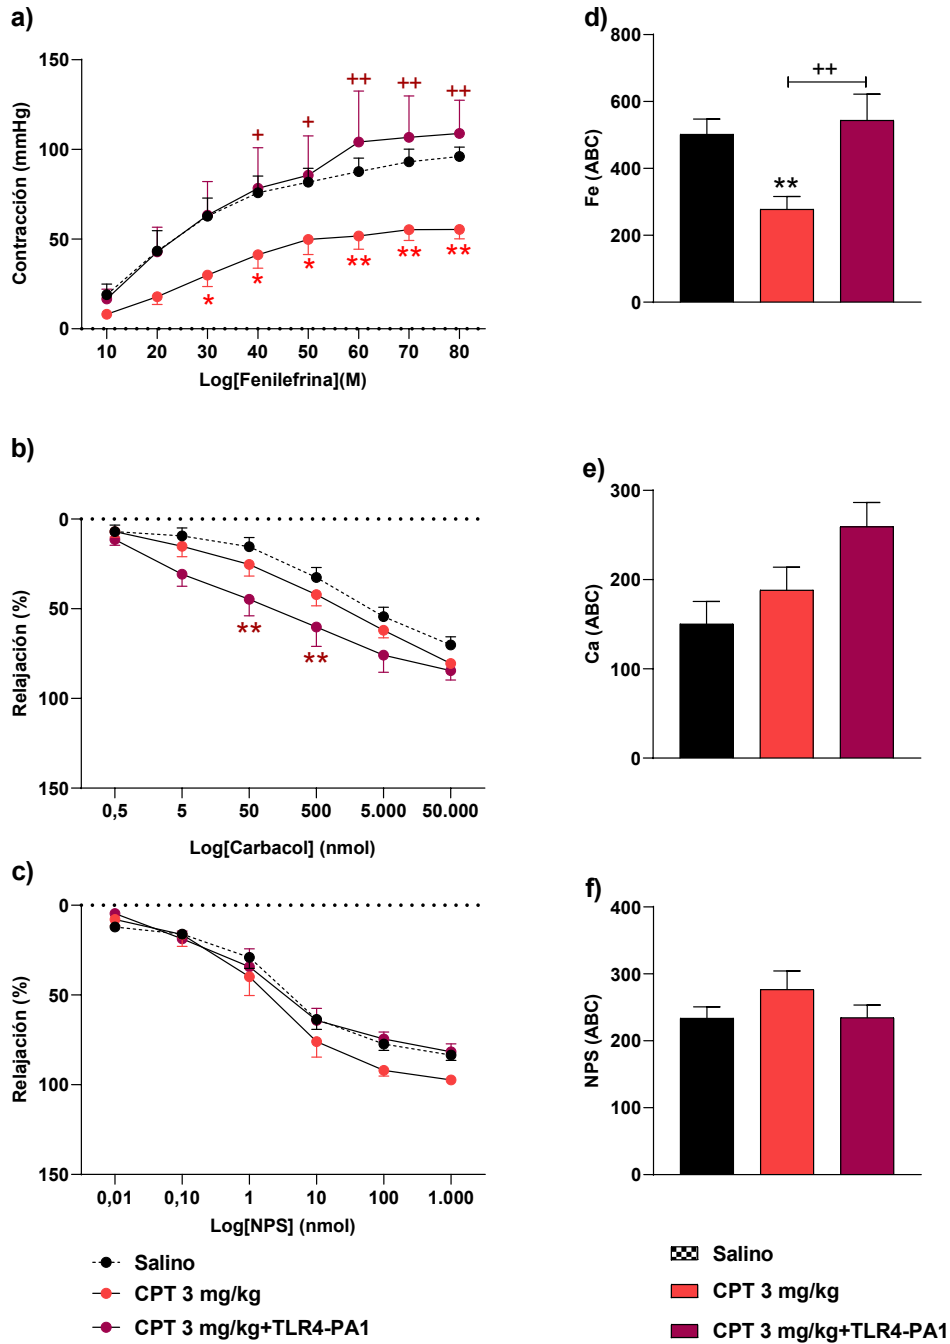 a)
150
100
50
0
Contracción (mmHg)
+
+
++
++
++
*
*
*
**
**
**
10 20 30 40 50 60 70 80
Log[Fenilefrina](M)
d)
800
600
400
200
0
Fe (ABC)
++
**
b)
0
50
100
150
Relajación (%)
**
**
0,5 5 50 500 5.000 50.000
Log[Carbacol] (nmol)
e)
300
200
100
0
Ca (ABC)
c)
0
50
100
150
Relajación (%)
0,01 0,10 1 10 100 1.000
Log[NPS] (nmol)
f)
400
300
200
100
0
NPS (ABC)
Salino
CPT 3 mg/kg
CPT 3 mg/kg+TLR4-PA1
Salino
CPT 3 mg/kg
CPT 3 mg/kg+TLR4-PA1